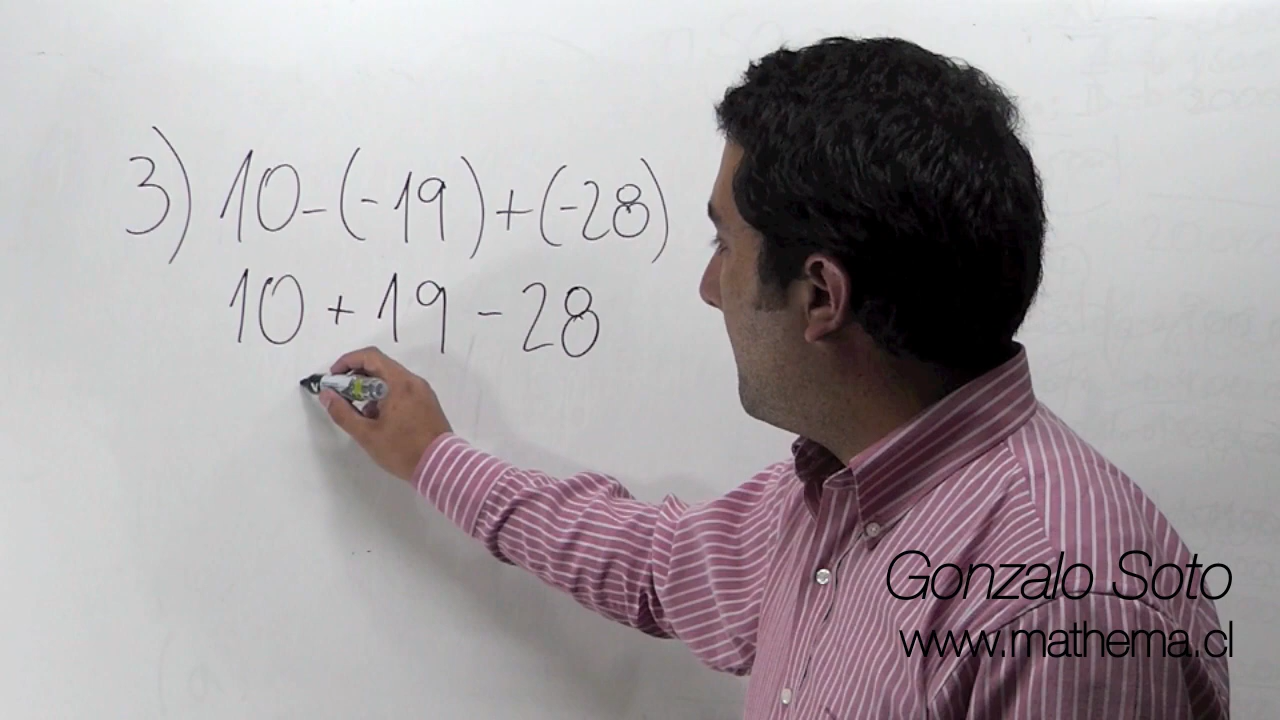 3) 10-(-19)+(-28)
10 + 19 - 28
Gonzalo Soto
www.mathema.cl